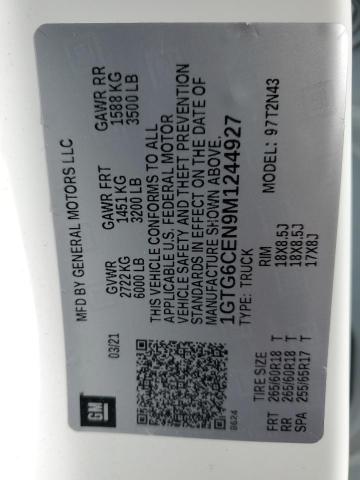 MFD BY GENERAL MOTORS LLC
03/21
GVWR GAWR FRT GAWR RR
2722 KG 1451 KG 1588 KG
6000 LB 3200 LB 3500 LB
THIS VEHICLE CONFORMS TO ALL
APPLICABLE U.S. FEDERAL MOTOR
VEHICLE SAFETY AND THEFT PREVENTION
STANDARDS IN EFFECT ON THE DATE OF
MANUFACTURE SHOWN ABOVE.
1GTG6CEN9M1244927
TYPE: TRUCK MODEL: 97T2N43
TIRE SIZE RIM
FRT 265/60R18 T 18X8.5J
RR 265/60R18 T 18X8.5J
SPA 255/65R17 T 17X8J
GM
8624